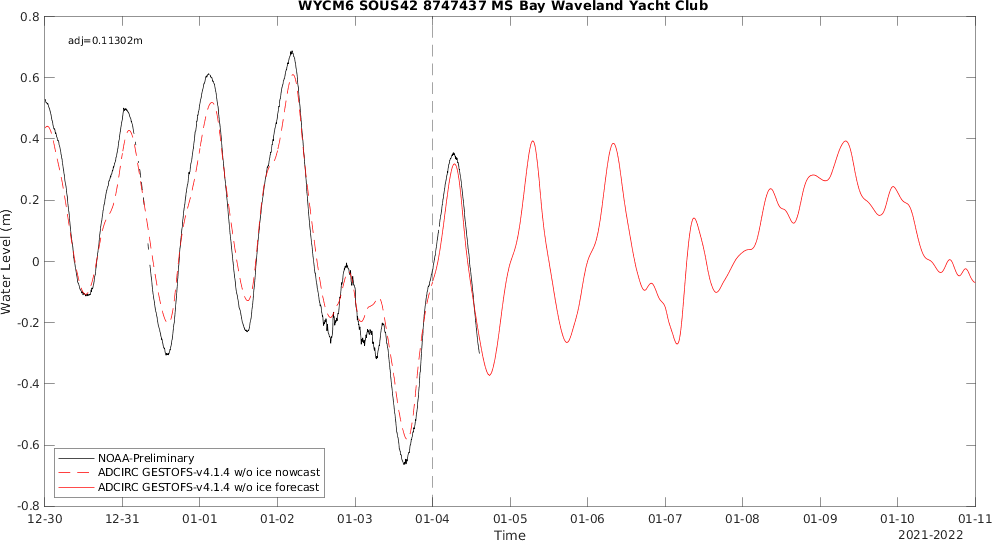 WYCM6 SOUS42 8747437 MS Bay Waveland Yacht Club
adj=0.11302m
0.8
0.6
0.4
0.2
0
-0.2
-0.4
-0.6
-0.8
Water Level (m)
NOAA-Preliminary
ADCIRC GESTOFS-v4.1.4 w/o ice nowcast
ADCIRC GESTOFS-v4.1.4 w/o ice forecast
12-30 12-31 01-01 01-02 01-03 01-04 01-05 01-06 01-07 01-08 01-09 01-10 01-11
Time
2021-2022